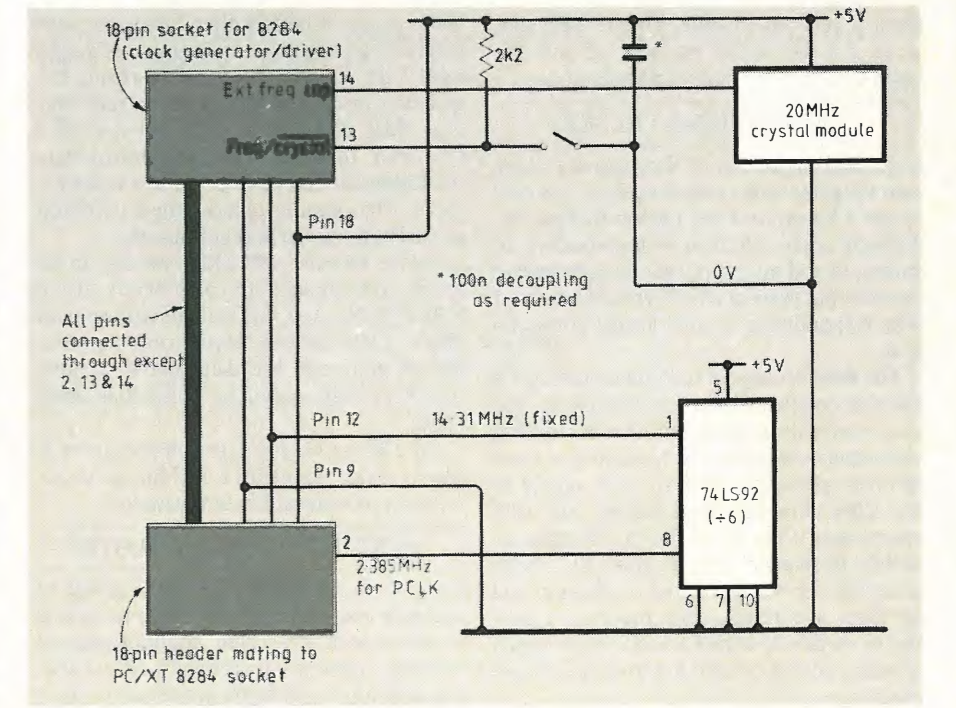 18-pin socket for 8284
(clock generator/driver)
+5V
2k2
*
14
Ext freq i/p
20MHz
crystal module
13
Freq/crystal
Pin 18
0V
* 100n decoupling
as required
All pins
connected
through except
2, 13 & 14
+5V
5
Pin 12
14·31MHz (fixed)
1
Pin 9
74LS92
(÷6)
2
8
2·385MHz
for PCLK
6
7
10
18-pin header mating to
PC/XT 8284 socket